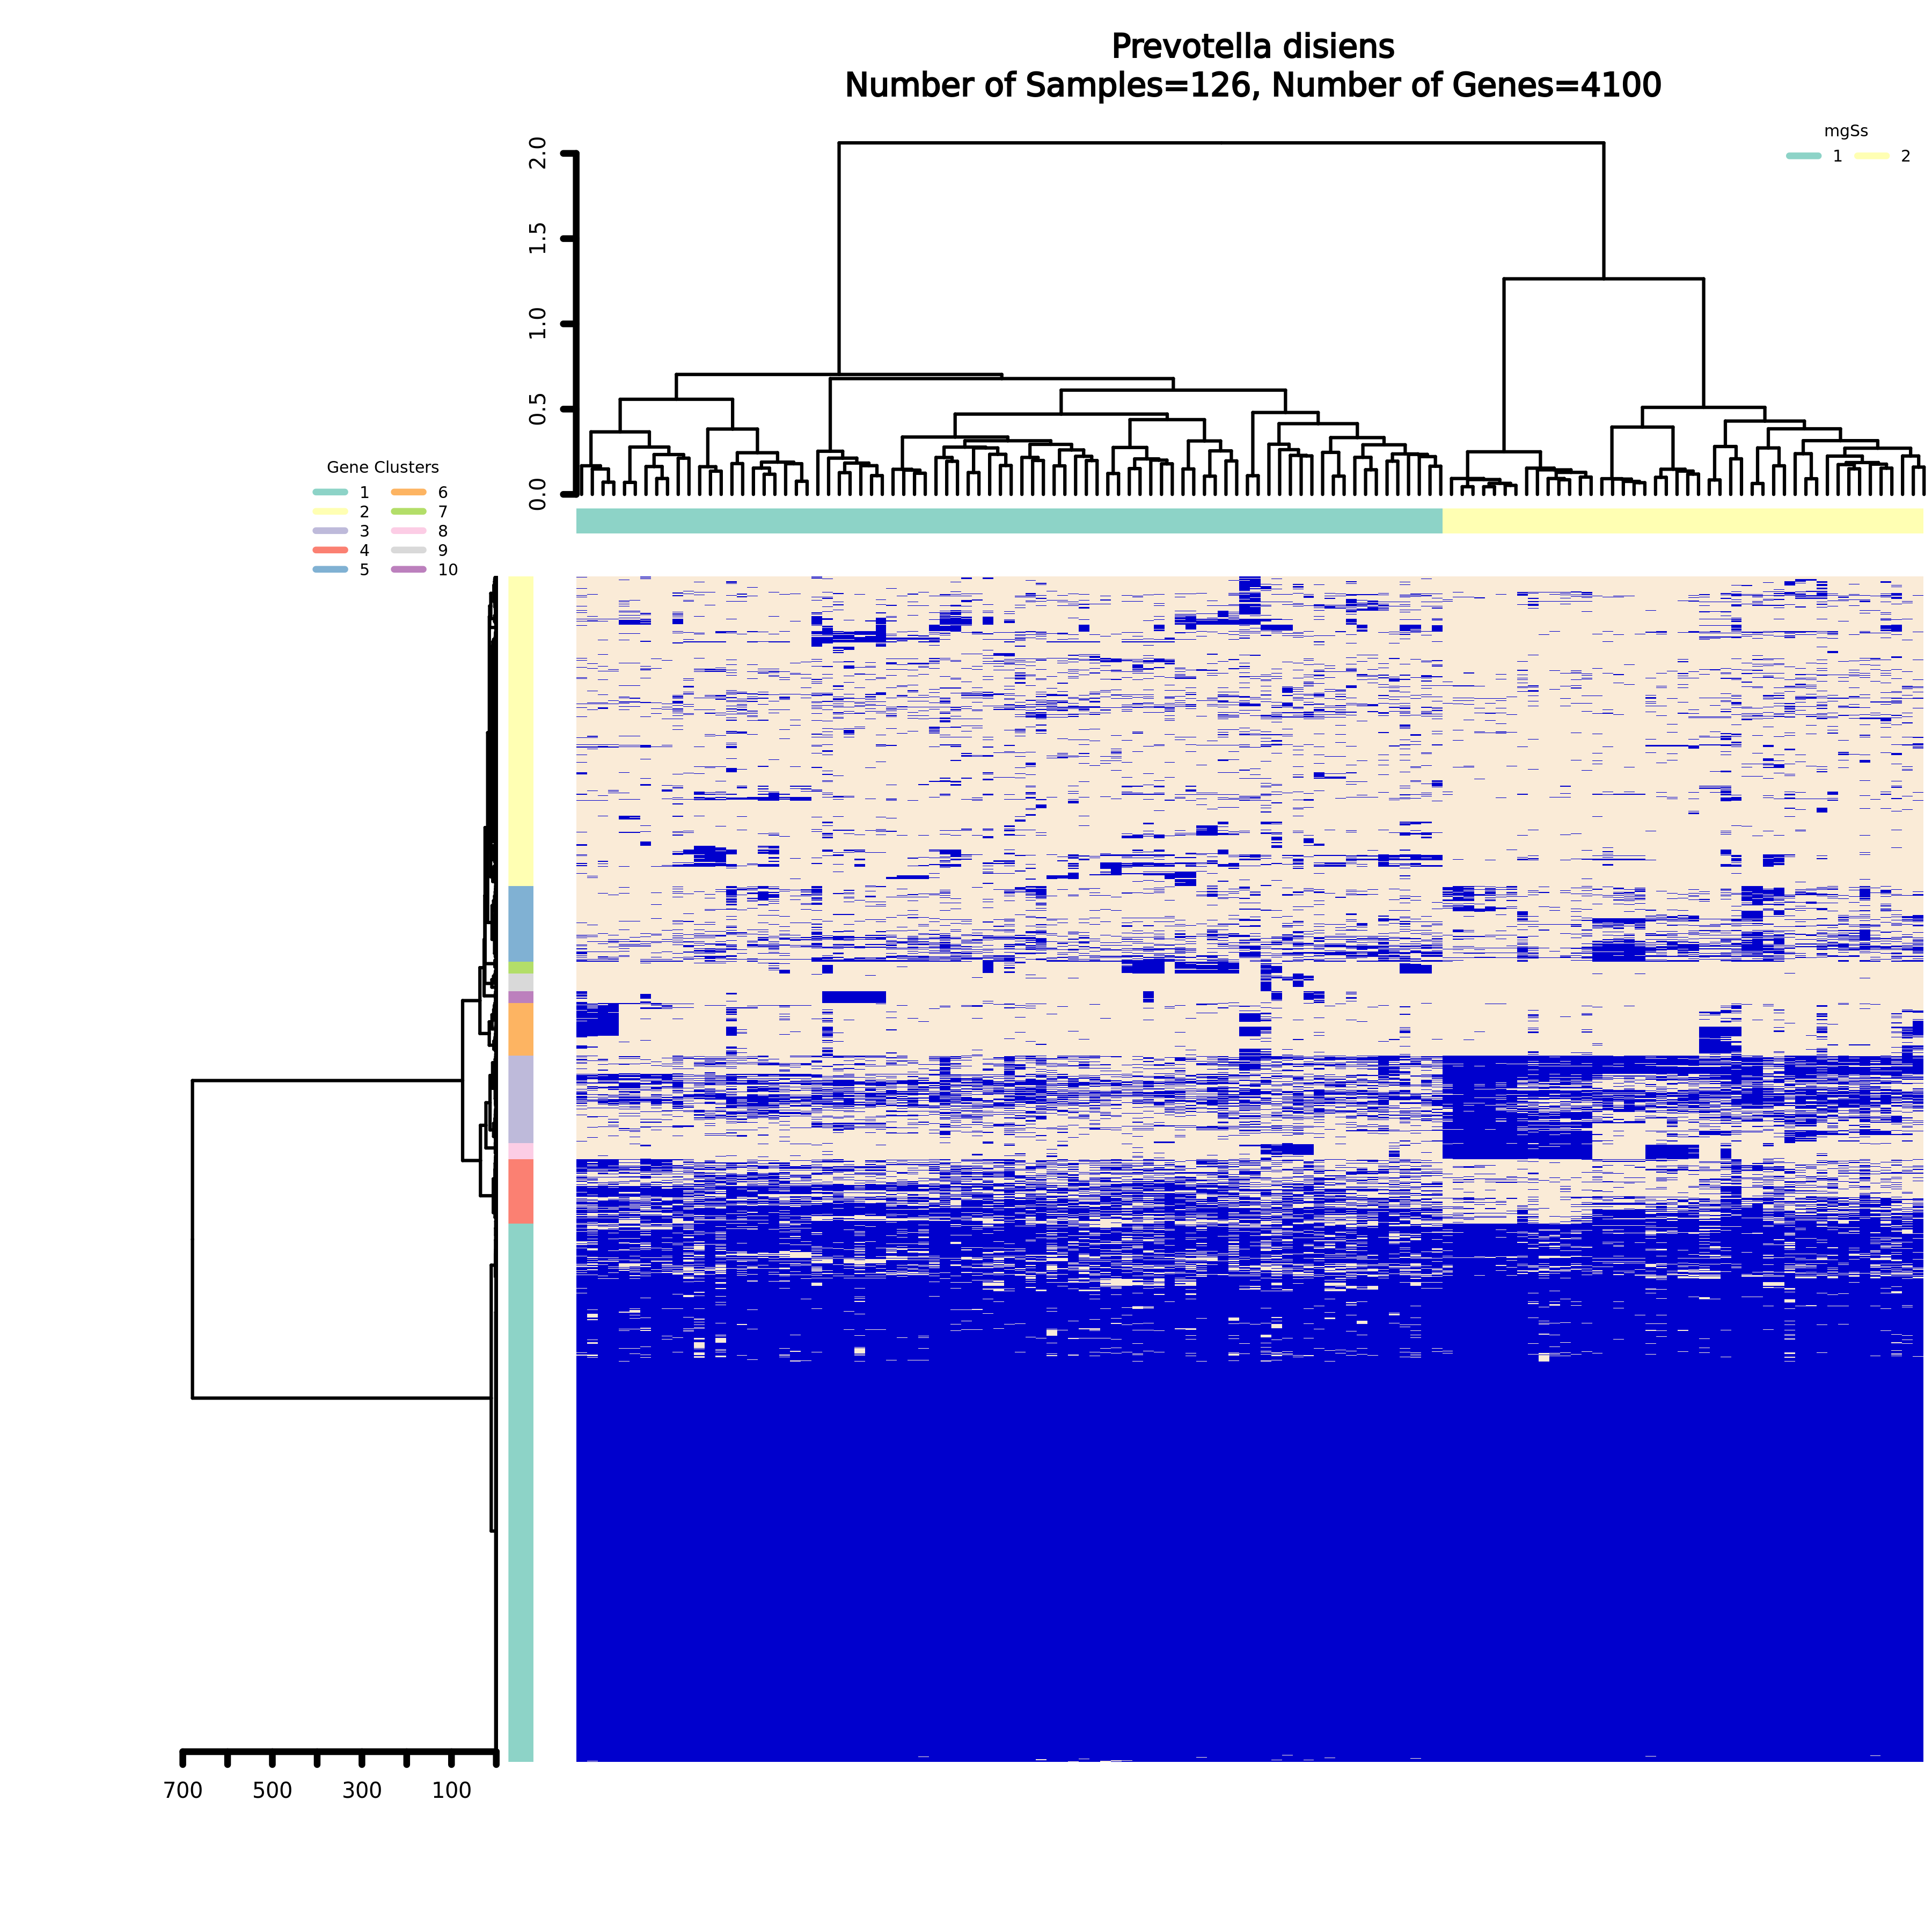 Prevotella disiens
Number of Samples=126, Number of Genes=4100
mgSs
1 2
2.0
1.5
1.0
0.5
0.0
Gene Clusters
1 6
2 7
3 8
4 9
5 10
700 500 300 100